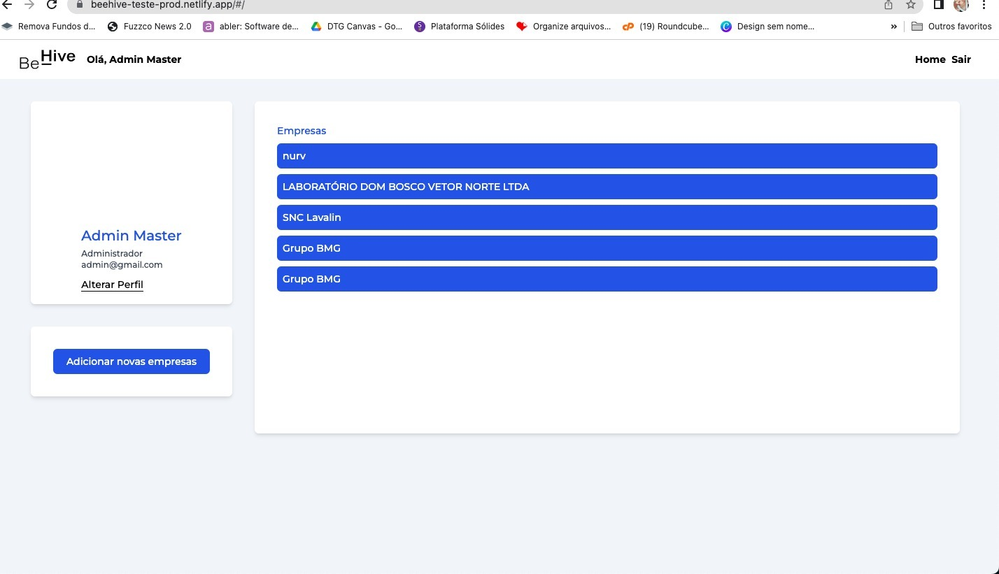 beehive-teste-prod.netlify.app/#/
Remova Fundos d... Fuzzco News 2.0 abler: Software de... DTG Canvas - Go... Plataforma Sólides Organize arquivos... (19) Roundcube... Design sem nome... » Outros favoritos
BeHive Olá, Admin Master Home Sair
Admin Master
Administrador
admin@gmail.com
Alterar Perfil
Adicionar novas empresas
Empresas
nurv
LABORATÓRIO DOM BOSCO VETOR NORTE LTDA
SNC Lavalin
Grupo BMG
Grupo BMG